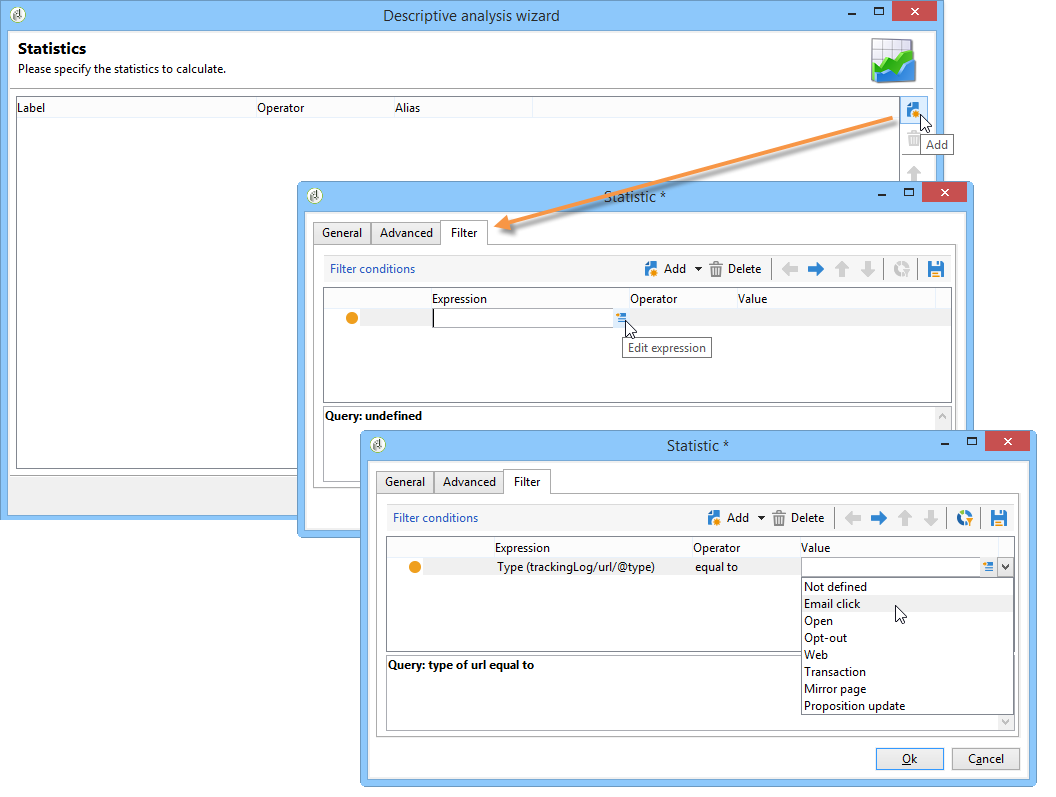 Descriptive analysis wizard
Statistics
Please specify the statistics to calculate.
Label Operator Alias
Add
Statistic *
General Advanced Filter
Filter conditions Add Delete
Expression Operator Value
Edit expression
Query: undefined
Statistic *
General Advanced Filter
Filter conditions Add Delete
Expression Operator Value
Type (trackingLog/url/@type) equal to
Not defined
Email click
Open
Opt-out
Web
Transaction
Mirror page
Proposition update
Query: type of url equal to
Ok Cancel